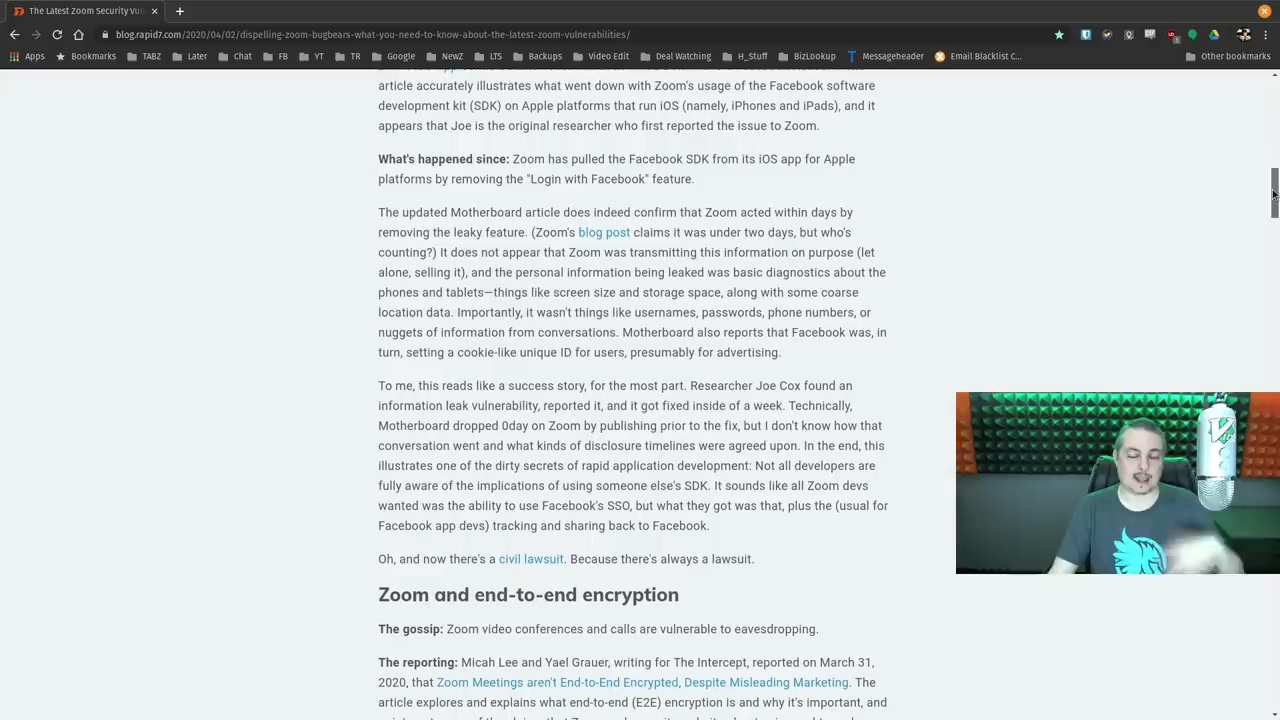 The Latest Zoom Security Vul
blog.rapid7.com/2020/04/02/dispelling-zoom-bugbears-what-you-need-to-know-about-the-latest-zoom-vulnerabilities/
Apps Bookmarks TABZ Later Chat FB YT TR Google NewZ LTS Backups Deal Watching H_Stuff BizLookup Messageheader Email Blacklist C... Other bookmarks
article accurately illustrates what went down with Zoom's usage of the Facebook software
development kit (SDK) on Apple platforms that run iOS (namely, iPhones and iPads), and it
appears that Joe is the original researcher who first reported the issue to Zoom.
What's happened since: Zoom has pulled the Facebook SDK from its iOS app for Apple
platforms by removing the "Login with Facebook" feature.
The updated Motherboard article does indeed confirm that Zoom acted within days by
removing the leaky feature. (Zoom's blog post claims it was under two days, but who's
counting?) It does not appear that Zoom was transmitting this information on purpose (let
alone, selling it), and the personal information being leaked was basic diagnostics about the
phones and tablets—things like screen size and storage space, along with some coarse
location data. Importantly, it wasn't things like usernames, passwords, phone numbers, or
nuggets of information from conversations. Motherboard also reports that Facebook was, in
turn, setting a cookie-like unique ID for users, presumably for advertising.
To me, this reads like a success story, for the most part. Researcher Joe Cox found an
information leak vulnerability, reported it, and it got fixed inside of a week. Technically,
Motherboard dropped 0day on Zoom by publishing prior to the fix, but I don't know how that
conversation went and what kinds of disclosure timelines were agreed upon. In the end, this
illustrates one of the dirty secrets of rapid application development: Not all developers are
fully aware of the implications of using someone else's SDK. It sounds like all Zoom devs
wanted was the ability to use Facebook's SSO, but what they got was that, plus the (usual for
Facebook app devs) tracking and sharing back to Facebook.
Oh, and now there's a civil lawsuit. Because there's always a lawsuit.
Zoom and end-to-end encryption
The gossip: Zoom video conferences and calls are vulnerable to eavesdropping.
The reporting: Micah Lee and Yael Grauer, writing for The Intercept, reported on March 31,
2020, that Zoom Meetings aren't End-to-End Encrypted, Despite Misleading Marketing. The
article explores and explains what end-to-end (E2E) encryption is and why it's important, and